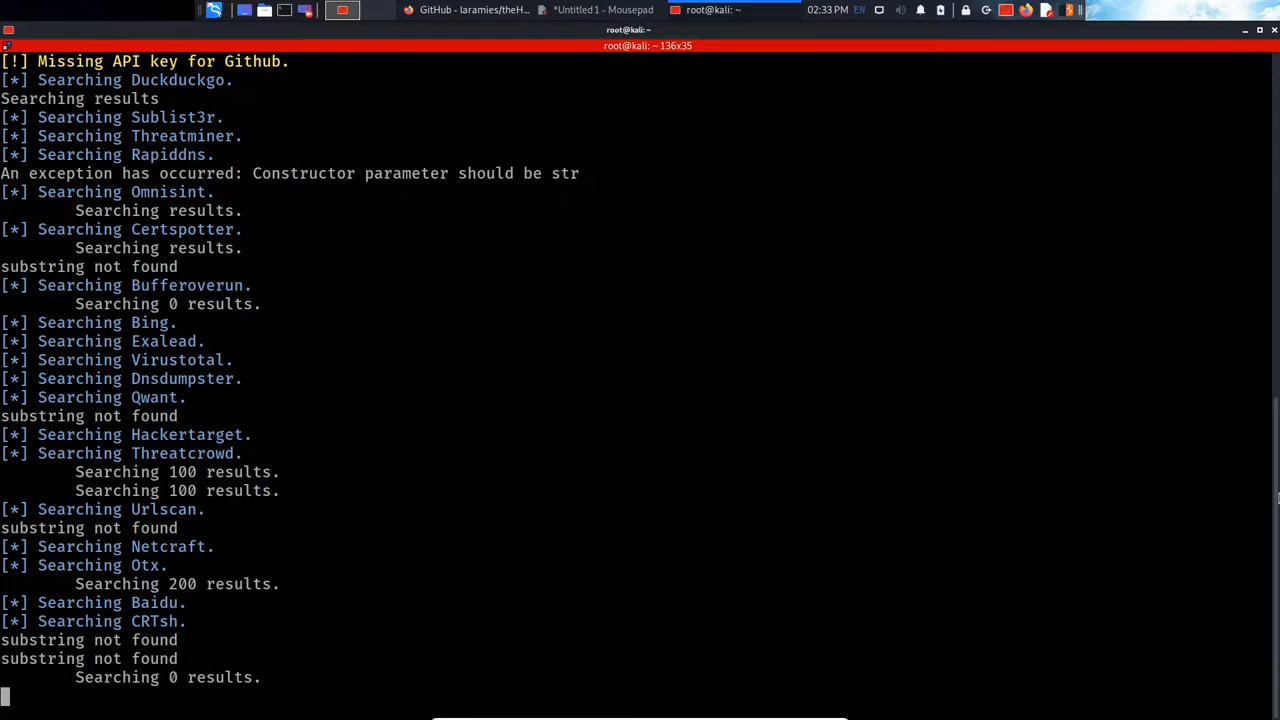 GitHub - laramies/theH...
*Untitled 1 - Mousepad
root@kali: ~
02:33 PM
EN
root@kali: ~
root@kali: ~ 136x35
[!] Missing API key for Github.
[*] Searching Duckduckgo.
Searching results
[*] Searching Sublist3r.
[*] Searching Threatminer.
[*] Searching Rapiddns.
An exception has occurred: Constructor parameter should be str
[*] Searching Omnisint.
Searching results.
[*] Searching Certspotter.
Searching results.
substring not found
[*] Searching Bufferoverun.
Searching 0 results.
[*] Searching Bing.
[*] Searching Exalead.
[*] Searching Virustotal.
[*] Searching Dnsdumpster.
[*] Searching Qwant.
substring not found
[*] Searching Hackertarget.
[*] Searching Threatcrowd.
Searching 100 results.
Searching 100 results.
[*] Searching Urlscan.
substring not found
[*] Searching Netcraft.
[*] Searching Otx.
Searching 200 results.
[*] Searching Baidu.
[*] Searching CRTsh.
substring not found
substring not found
Searching 0 results.